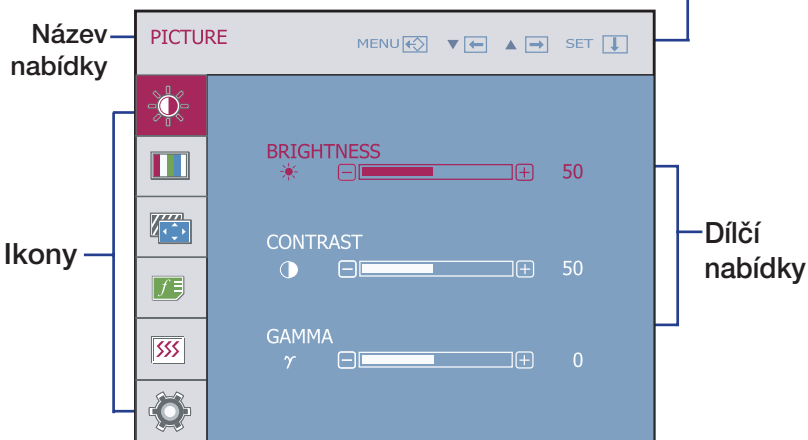 Název
nabídky
PICTURE
MENU ▼ ▲ SET
BRIGHTNESS
50
CONTRAST
50
GAMMA
γ 0
Ikony
Dílčí
nabídky